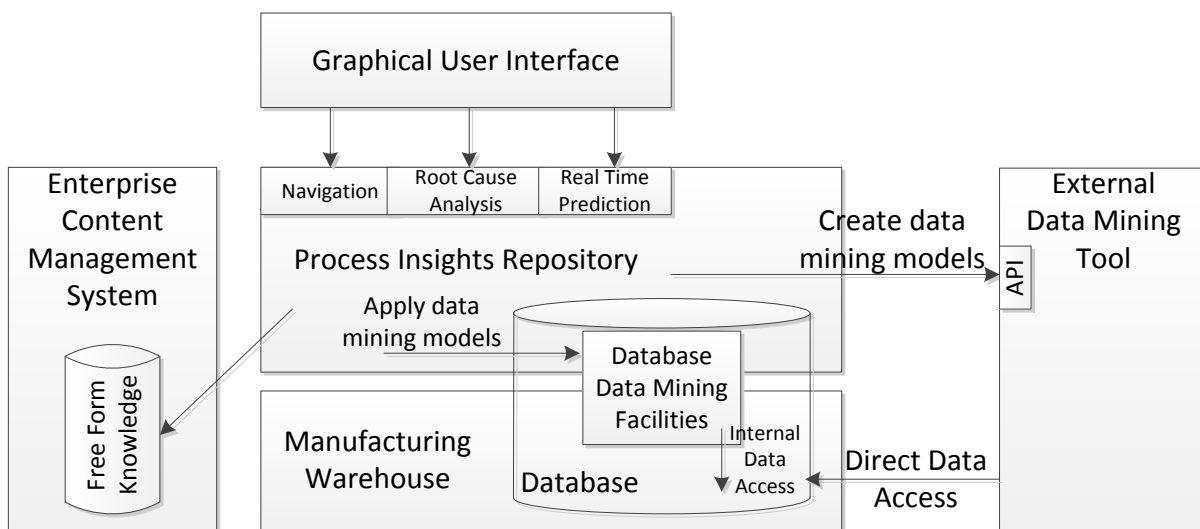 Graphical User Interface
Enterprise
Content
Management
System
Free Form
Knowledge
Navigation
Root Cause
Analysis
Real Time
Prediction
Process Insights Repository
Apply data
mining models
Create data
mining models
External
Data Mining
Tool
API
Database
Data Mining
Facilities
Manufacturing
Warehouse
Database
Internal
Data
Access
Direct Data
Access